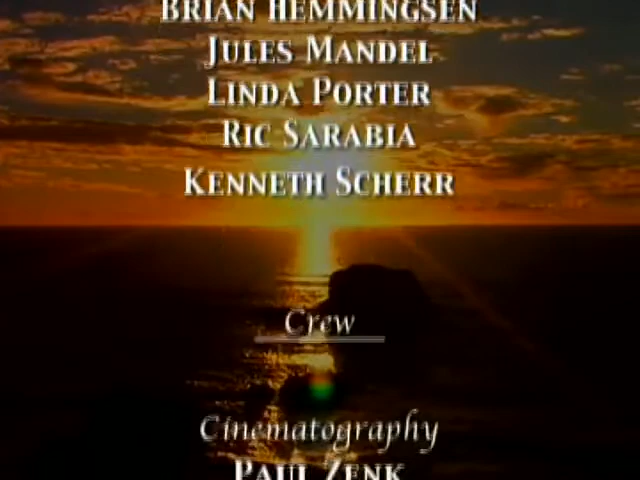 BRIAN HEMMINGSEN
JULES MANDEL
LINDA PORTER
RIC SARABIA
KENNETH SCHERR
Crew
Cinematography
PAUL ZENK